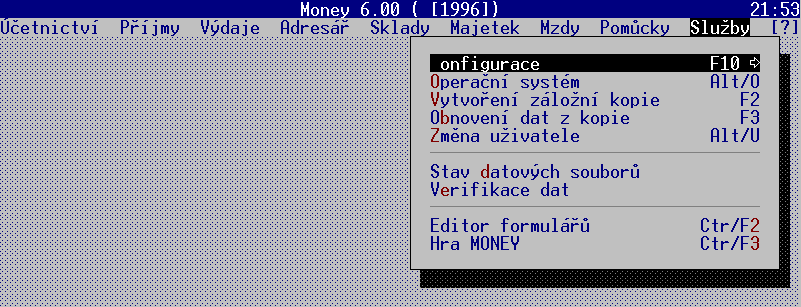 Money 6.00 ( [1996]) 21:53
Účetnictví Příjmy Výdaje Adresář Sklady Majetek Mzdy Pomůcky Služby [?]
onfigurace F10 ⇨
Operační systém Alt/O
Vytvoření záložní kopie F2
Obnovení dat z kopie F3
Změna uživatele Alt/U
Stav datových souborů
Verifikace dat
Editor formulářů Ctr/F2
Hra MONEY Ctr/F3